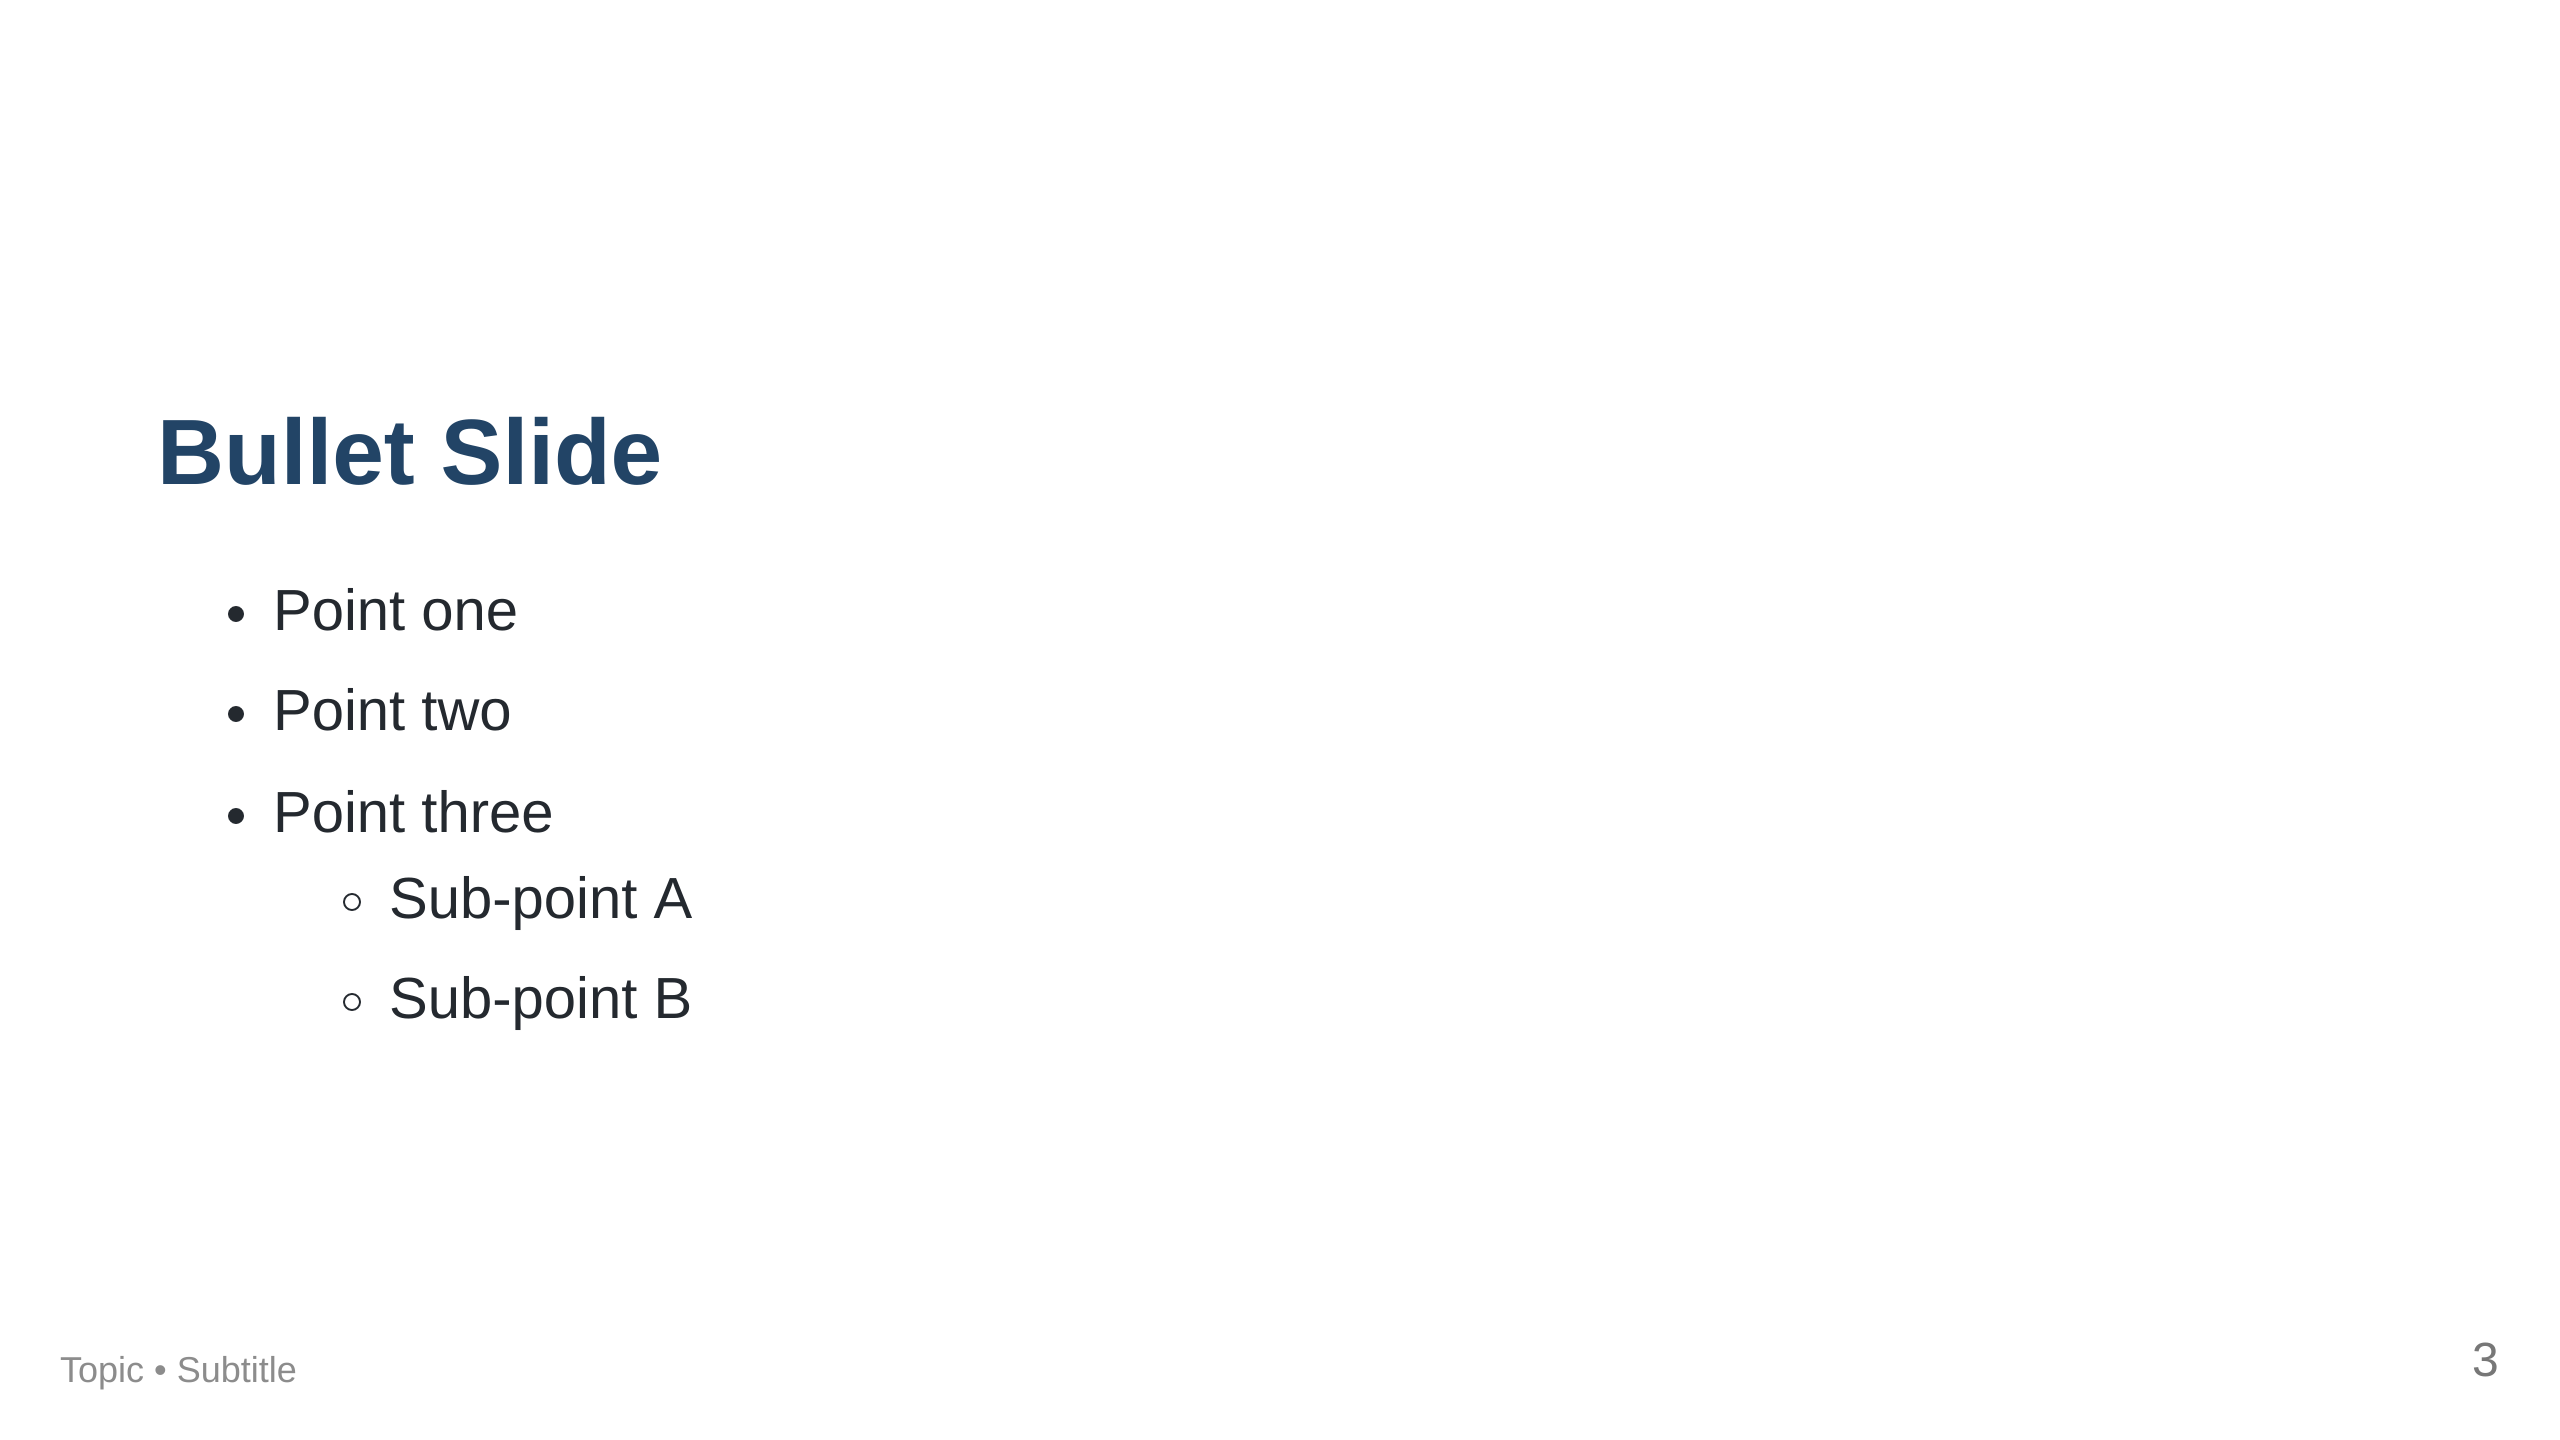 Bullet Slide
• Point one
• Point two
• Point three
◦ Sub-point A
◦ Sub-point B
Topic • Subtitle
3